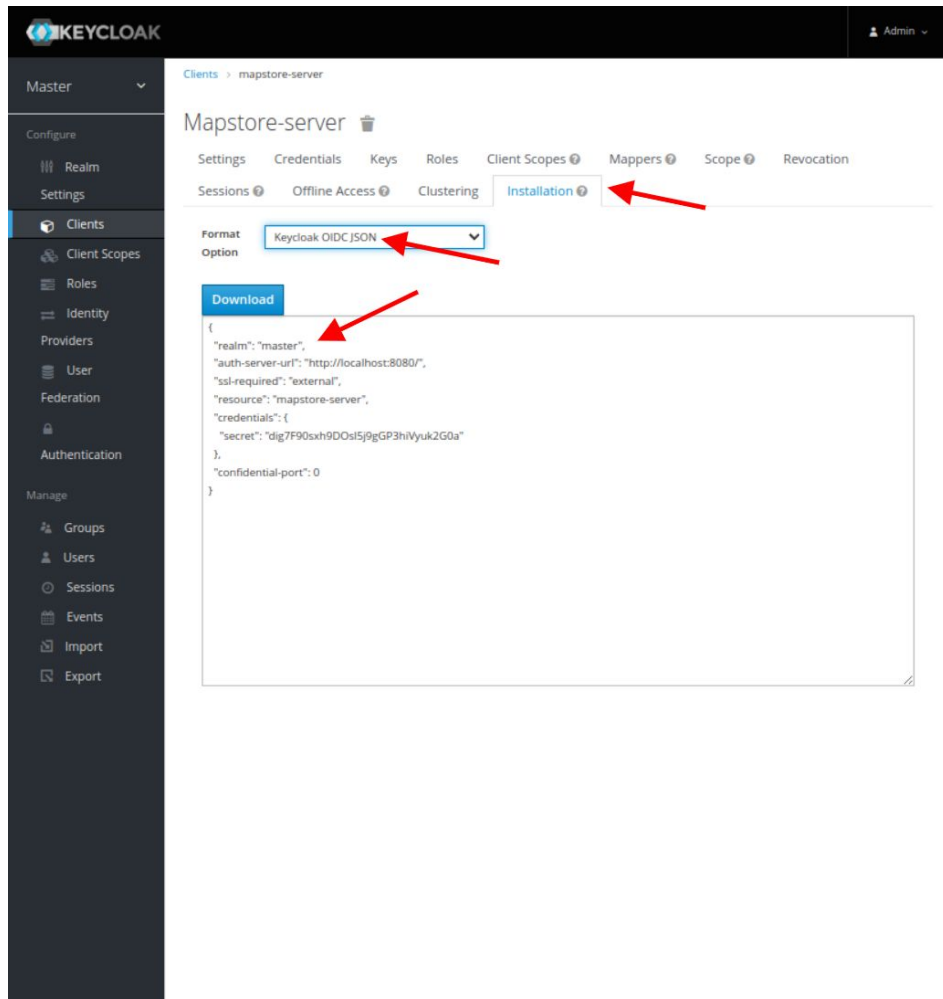 KEYCLOAK
Admin
Master
Clients > mapstore-server
Mapstore-server
Configure
Realm
Settings
Clients
Client Scopes
Roles
Identity
Providers
User
Federation
Authentication
Manage
Groups
Users
Sessions
Events
Import
Export
Settings Credentials Keys Roles Client Scopes Mappers Scope Revocation
Sessions Offline Access Clustering Installation
Format
Option
Keycloak OIDC JSON
Download
{
"realm": "master",
"auth-server-url": "http://localhost:8080/",
"ssl-required": "external",
"resource": "mapstore-server",
"credentials": {
"secret": "dig7F90sxh9DOsI5j9gGP3hiVyuk2G0a"
},
"confidential-port": 0
}